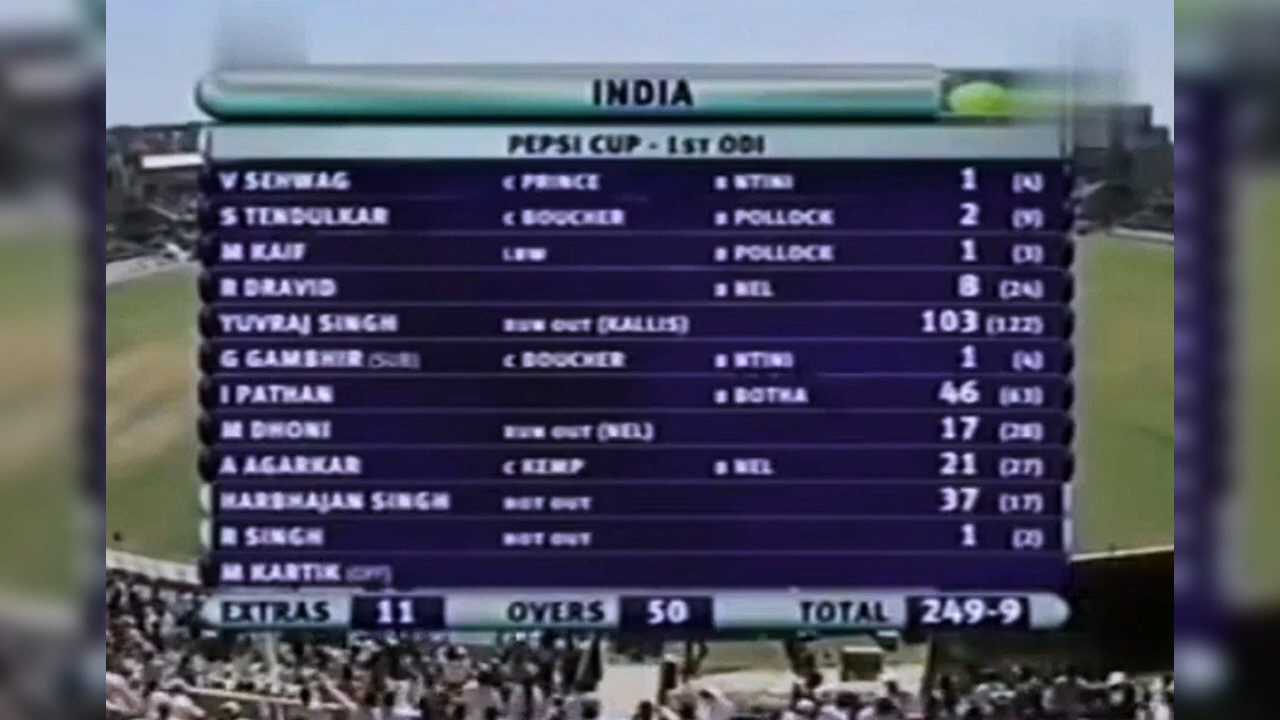 INDIA
PEPSI CUP - 1ST ODI
V SEHWAG C PRINCE B NTINI 1 (4)
S TENDULKAR C BOUCHER B POLLOCK 2 (9)
M KAIF LBW B POLLOCK 1 (3)
R DRAVID B NEL 8 (24)
YUVRAJ SINGH RUN OUT (KALLIS) 103 (122)
G GAMBHIR (SUB) C BOUCHER B NTINI 1 (4)
I PATHAN B BOTHA 46 (63)
M DHONI RUN OUT (NEL) 17 (28)
A AGARKAR C KEMP B NEL 21 (27)
HARBHAJAN SINGH NOT OUT 37 (17)
R SINGH NOT OUT 1 (2)
M KARTIK (OFF)
EXTRAS 11 OVERS 50 TOTAL 249-9